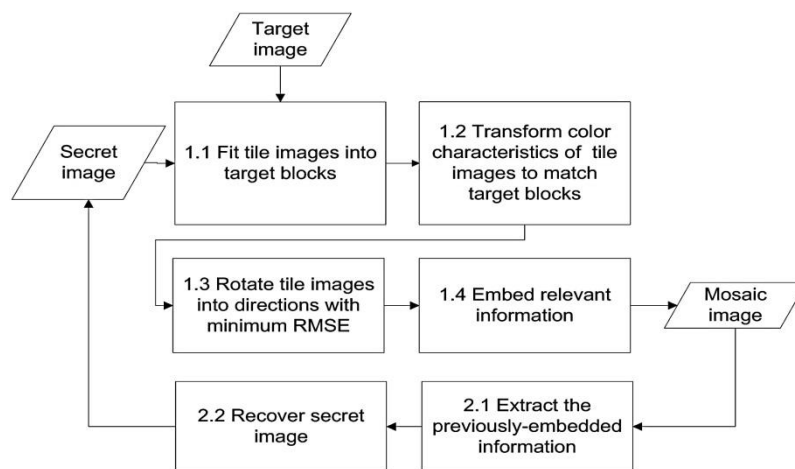 Target
image
Secret
image
1.1 Fit tile images into
target blocks
1.2 Transform color
characteristics of tile
images to match
target blocks
1.3 Rotate tile images
into directions with
minimum RMSE
1.4 Embed relevant
information
Mosaic
image
2.2 Recover secret
image
2.1 Extract the
previously-embedded
information